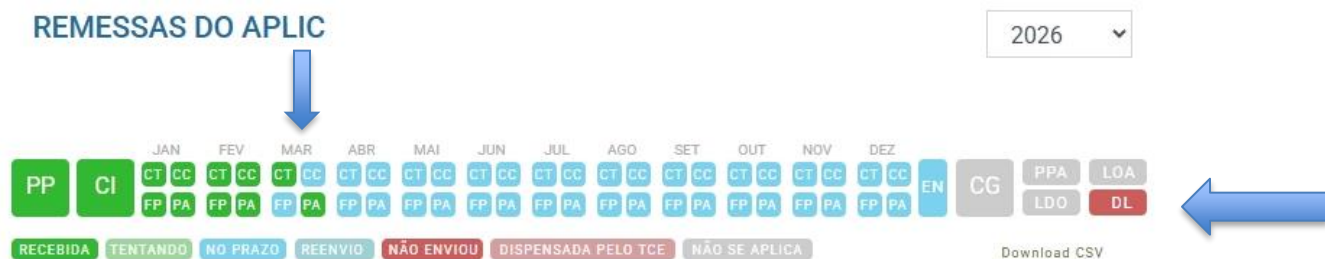 REMESSAS DO APLIC
2026
JAN FEV MAR ABR MAI JUN JUL AGO SET OUT NOV DEZ
PP CI CT CC CT CC CT CC CT CC CT CC CT CC CT CC CT CC CT CC CT CC CT CC CT CC EN CG PPA LOA
FP PA FP PA FP PA FP PA FP PA FP PA FP PA FP PA FP PA FP PA FP PA FP PA LDO DL
RECEBIDA TENTANDO NO PRAZO REENVIO NÃO ENVIOU DISPENSADA PELO TCE NÃO SE APLICA Download CSV